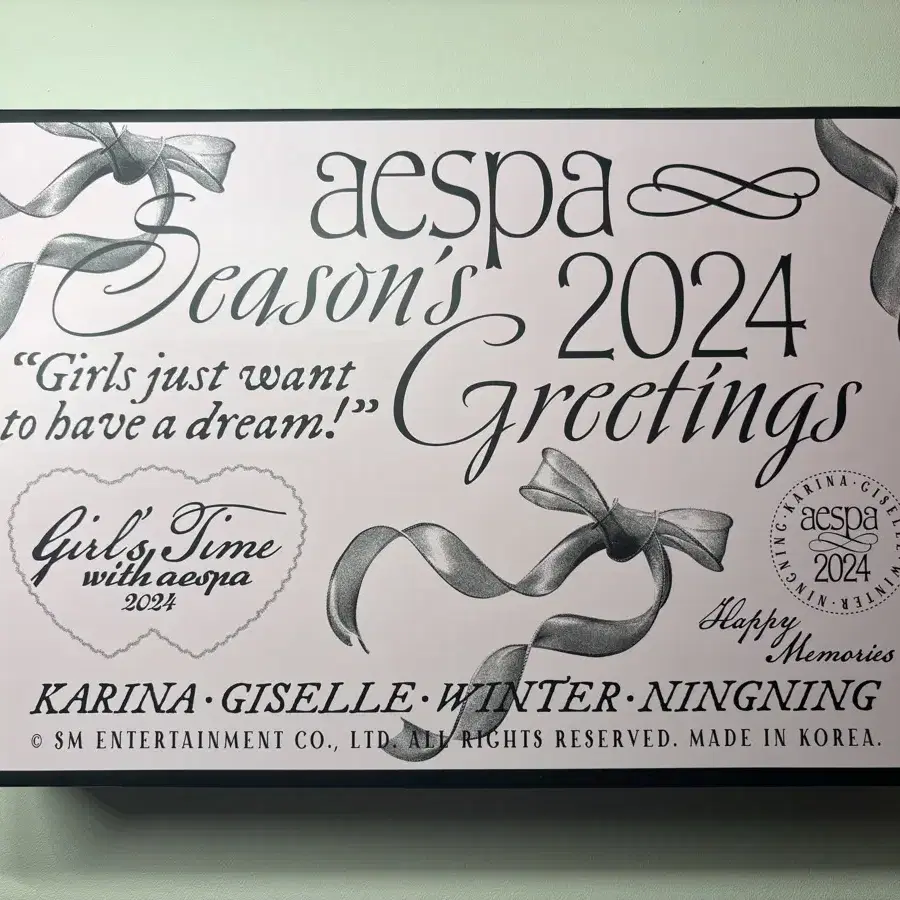 aespa
Season's 2024
Greetings
"Girls just want
to have a dream!"
Girl's Time
with aespa
2024
KARINA · GISELLE · WINTER · NINGNING ·
aespa
2024
Happy
Memories
KARINA · GISELLE · WINTER · NINGNING
© SM ENTERTAINMENT CO., LTD. ALL RIGHTS RESERVED. MADE IN KOREA.